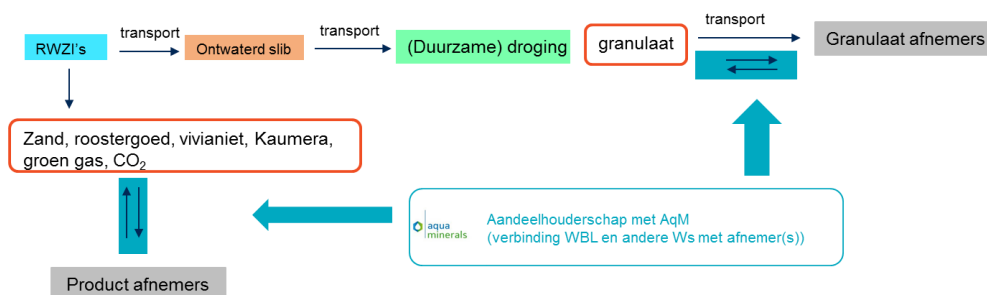 RWZI's
transport
Ontwaterd slib
transport
(Duurzame) droging
granulaat
transport
Granulaat afnemers
Zand, roostergoed, vivianiet, Kaumera,
groen gas, CO₂
aqua
minerals
Aandeelhouderschap met AqM
(verbinding WBL en andere Ws met afnemer(s))
Product afnemers